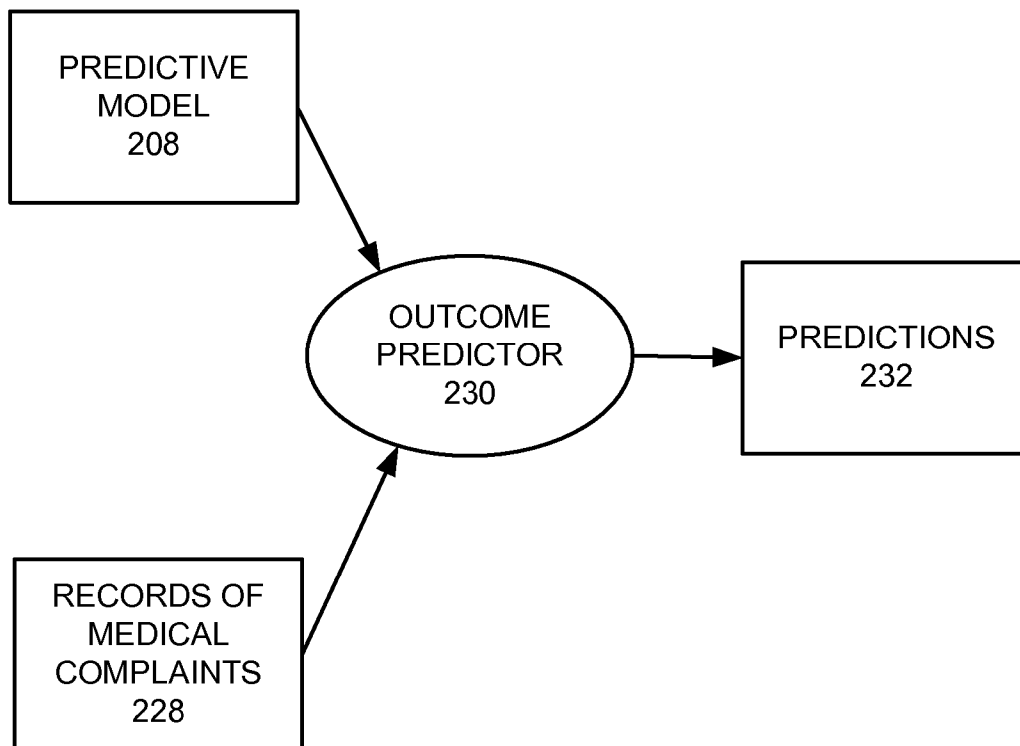 PREDICTIVE
MODEL
208
OUTCOME
PREDICTOR
230
PREDICTIONS
232
RECORDS OF
MEDICAL
COMPLAINTS
228